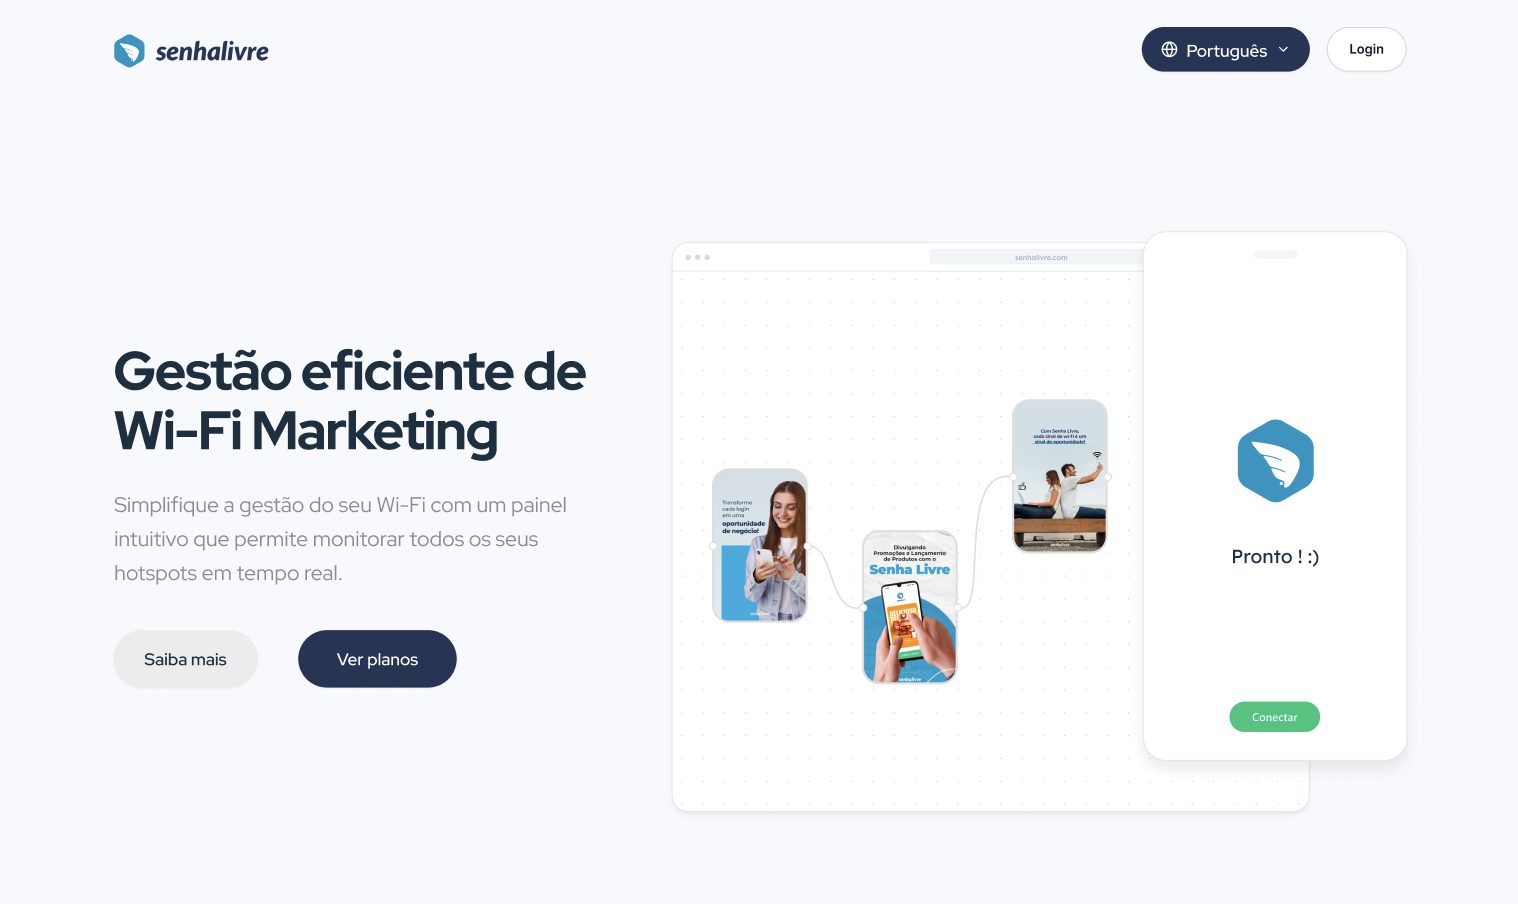 senhalivre
Português
Login
Gestão eficiente de
Wi-Fi Marketing
Simplifique a gestão do seu Wi-Fi com um painel
intuitivo que permite monitorar todos os seus
hotspots em tempo real.
Saiba mais
Ver planos
senhalivre.com
Transforme
cada login
em uma
oportunidade
de negócio!
Divulgando
Promoções e Lançamento
de Produtos com o
Senha Livre
senhalivre
Com Senha Livre,
cada sinal de wi-fi é um
sinal de oportunidade!
senhalivre
Pronto ! :)
Conectar